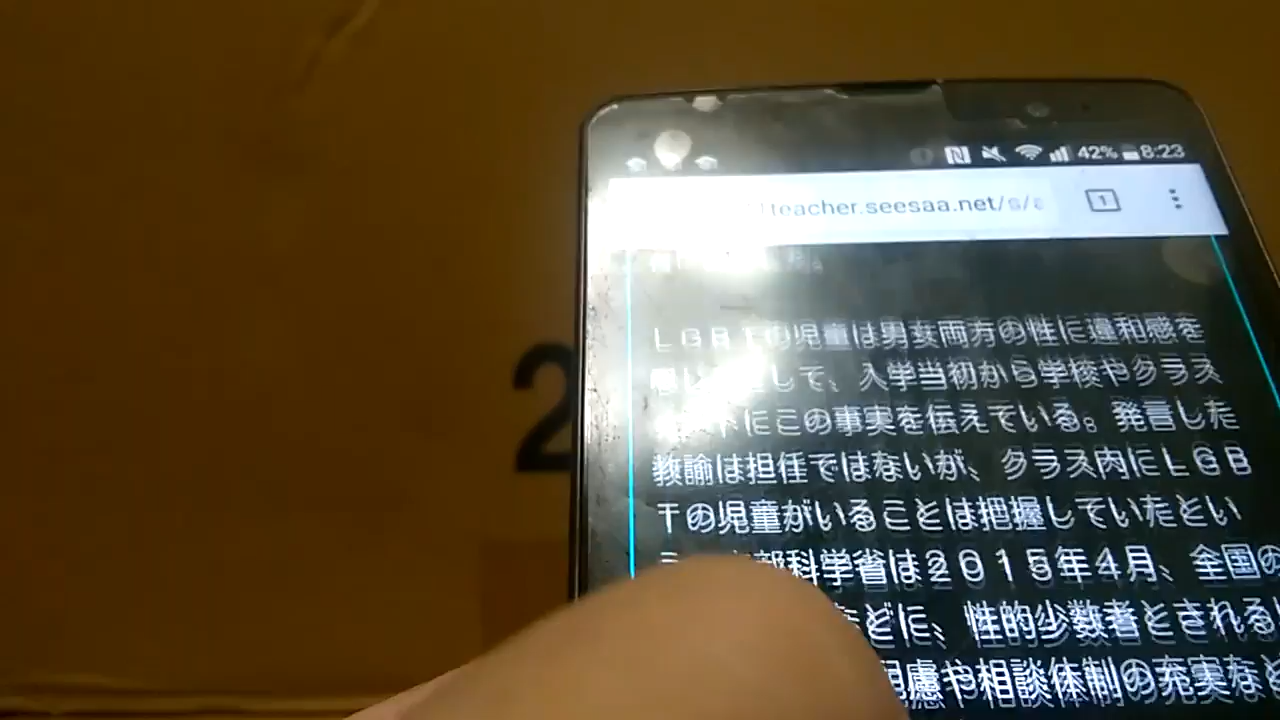 42% 8:23
teacher.seesaa.net/s/a
1
2
LGBTの児童は男女両方の性に違和感を
して、入学当初から学校やクラス
にこの事実を伝えている。発言した
教諭は担任ではないが、クラス内にLGB
Tの児童がいることは把握していたとい
部科学省は2015年4月、全国の
どに、性的少数者とされる
慮や相談体制の充実など